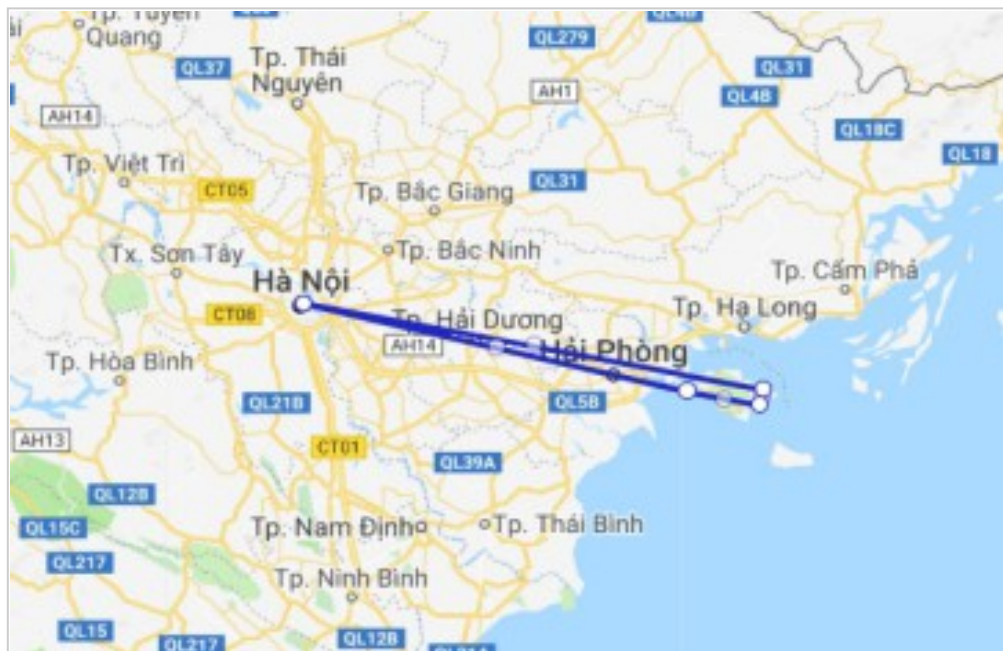 Tp. Tuyên
Quang
QL37
Tp. Thái
Nguyên
QL279
QL4B
QL31
AH1
QL4B
AH14
QL18C
QL18
Tp. Việt Trì
CT05
QL31
Tp. Bắc Giang
Tx. Sơn Tây
Tp. Bắc Ninh
Hà Nội
Tp. Cẩm Phả
Tp. Hạ Long
CT08
Tp. Hải Dương
AH14
Hải Phòng
Tp. Hòa Bình
QL21B
QL5B
AH13
CT01
QL39A
QL12B
QL15C
Tp. Nam Định
Tp. Thái Bình
QL217
Tp. Ninh Bình
QL15
QL217
QL12B